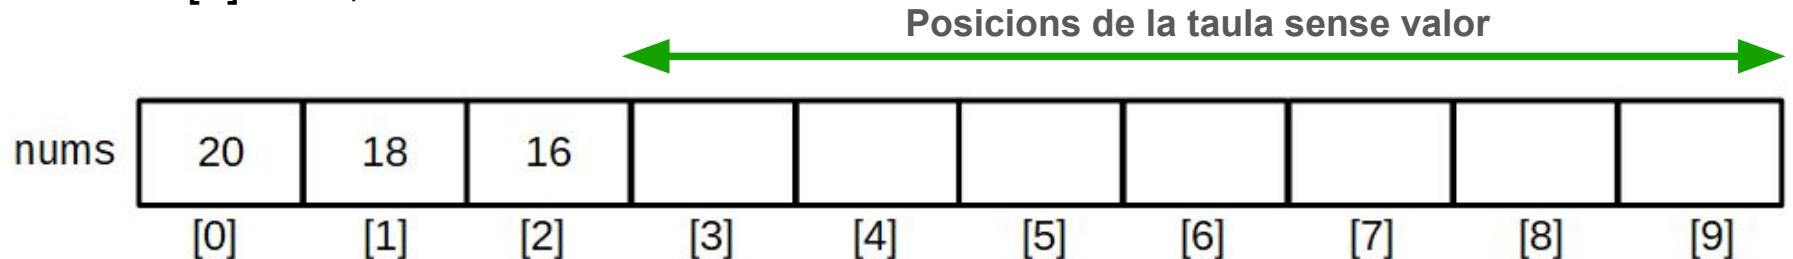 Posicions de la taula sense valor
nums 20 18 16
[0] [1] [2] [3] [4] [5] [6] [7] [8] [9]